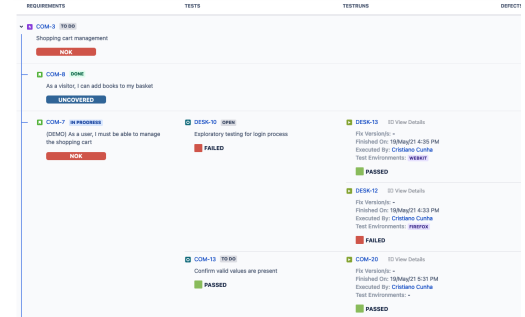 REQUIREMENTS TESTS TESTRUNS DEFECTS
COM-3 TO DO
Shopping cart management
NOK
COM-8 DONE
As a visitor, I can add books to my basket
UNCOVERED
COM-7 IN PROGRESS
(DEMO) As a user, I must be able to manage
the shopping cart
NOK
DESK-10 OPEN
Exploratory testing for login process
FAILED
DESK-13 View Details
Fix Version/s: -
Finished On: 19/May/21 4:35 PM
Executed By: Cristiano Cunha
Test Environments: WEBKIT
PASSED
DESK-12 View Details
Fix Version/s: -
Finished On: 19/May/21 4:33 PM
Executed By: Cristiano Cunha
Test Environments: FIREFOX
FAILED
COM-13 TO DO
Confirm valid values are present
PASSED
COM-20 View Details
Fix Version/s: -
Finished On: 19/May/21 5:31 PM
Executed By: Cristiano Cunha
Test Environments: -
PASSED